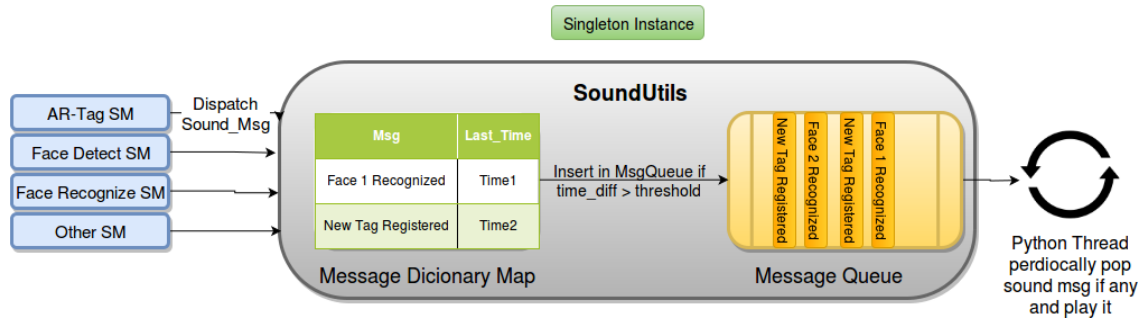 Singleton Instance
SoundUtils
AR-Tag SM
Face Detect SM
Face Recognize SM
Other SM
Dispatch
Sound_Msg
Msg Last_Time
Face 1 Recognized Time1
New Tag Registered Time2
Message Dicionary Map
Insert in MsgQueue if
time_diff > threshold
New Tag Registered
Face 2 Recognized
New Tag Registered
Face 1 Recognized
Message Queue
Python Thread
perdiocally pop
sound msg if any
and play it